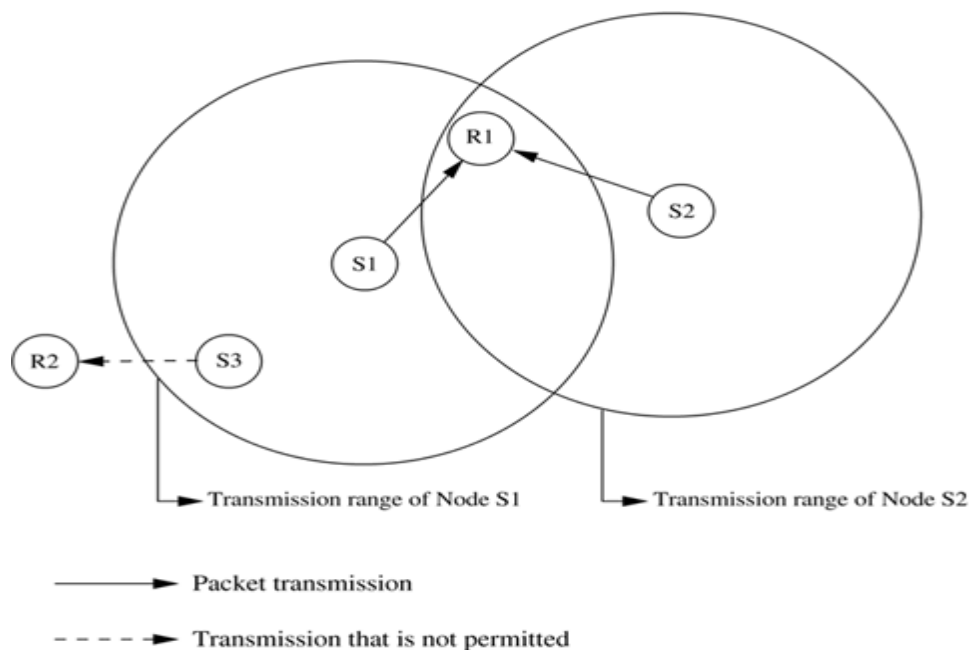 R1
S2
S1
R2
S3
Transmission range of Node S1
Transmission range of Node S2
Packet transmission
Transmission that is not permitted